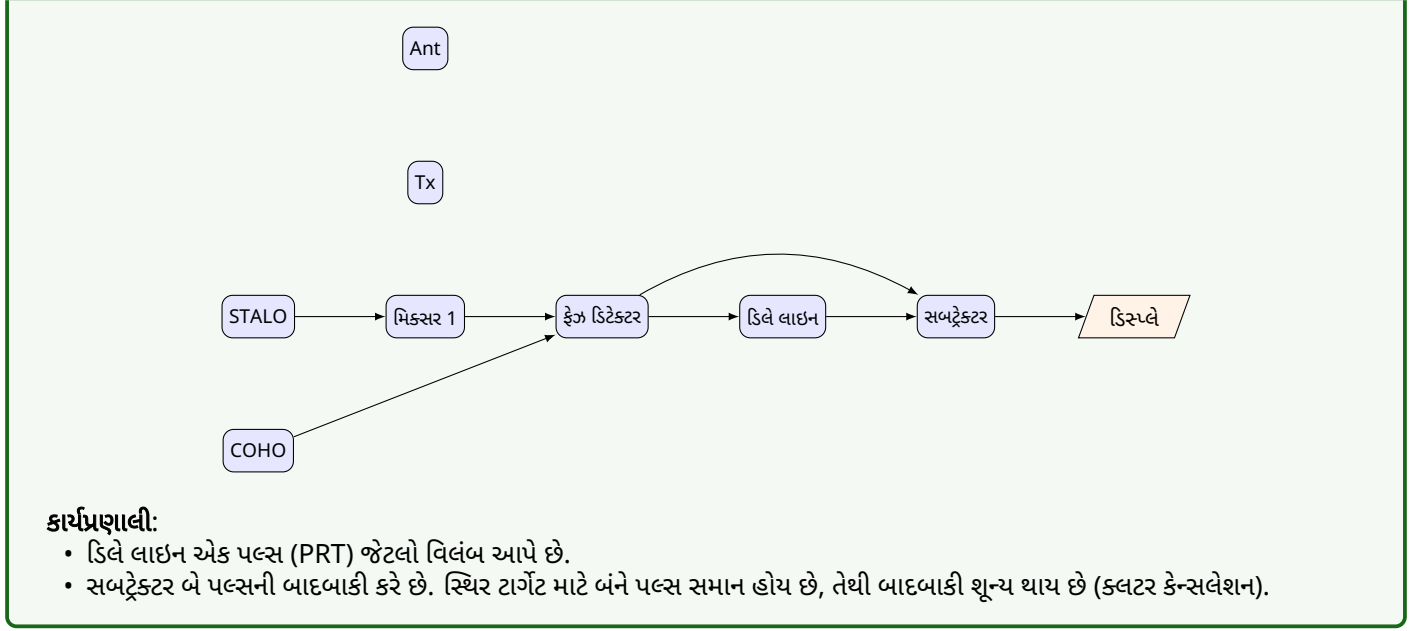 Ant
Tx
STALO
મિક્સર 1
ફેઝ ડિટેક્ટર
ડિલે લાઇન
સબટ્રેક્ટર
ડિસ્પ્લે
COHO
કાર્યપ્રણાલી:
• ડિલે લાઇન એક પલ્સ (PRT) જેટલો વિલંબ આપે છે.
• સબટ્રેક્ટર બે પલ્સની બાદબાકી કરે છે. સ્થિર ટાર્ગેટ માટે બંને પલ્સ સમાન હોય છે, તેથી બાદબાકી શૂન્ય થાય છે (ક્લટર કેન્સલેશન).